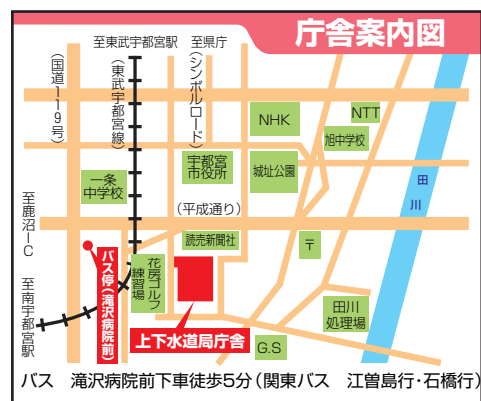 庁舎案内図
至東武宇都宮駅
至県庁
(国道119号)
(東武宇都宮線)
(シンボルロード)
NHK
NTT
旭中学校
宇都宮
市役所
城址公園
一条
中学校
田川
(平成通り)
至鹿沼IC
読売新聞社
〒
バス停(滝沢病院前)
花房ゴルフ
練習場
至南宇都宮駅
田川
処理場
上下水道局庁舎
G.S
バス 滝沢病院前下車徒歩5分(関東バス 江曽島行・石橋行)